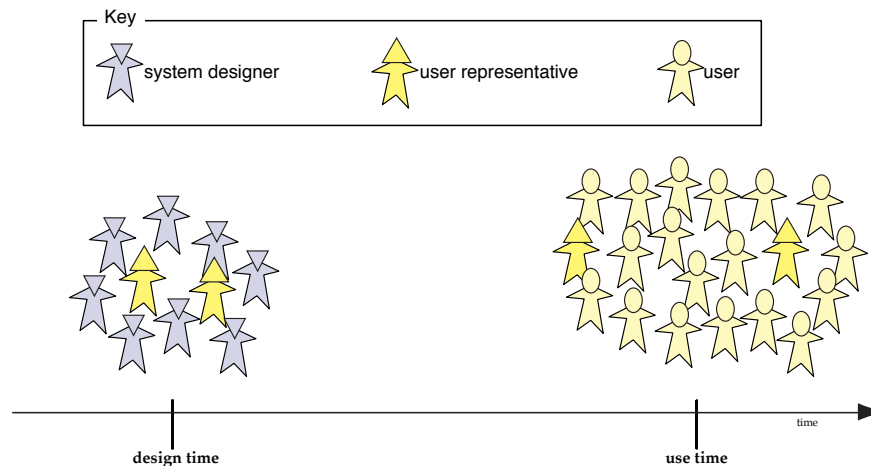 Key
system designer user representative user
time
design time use time